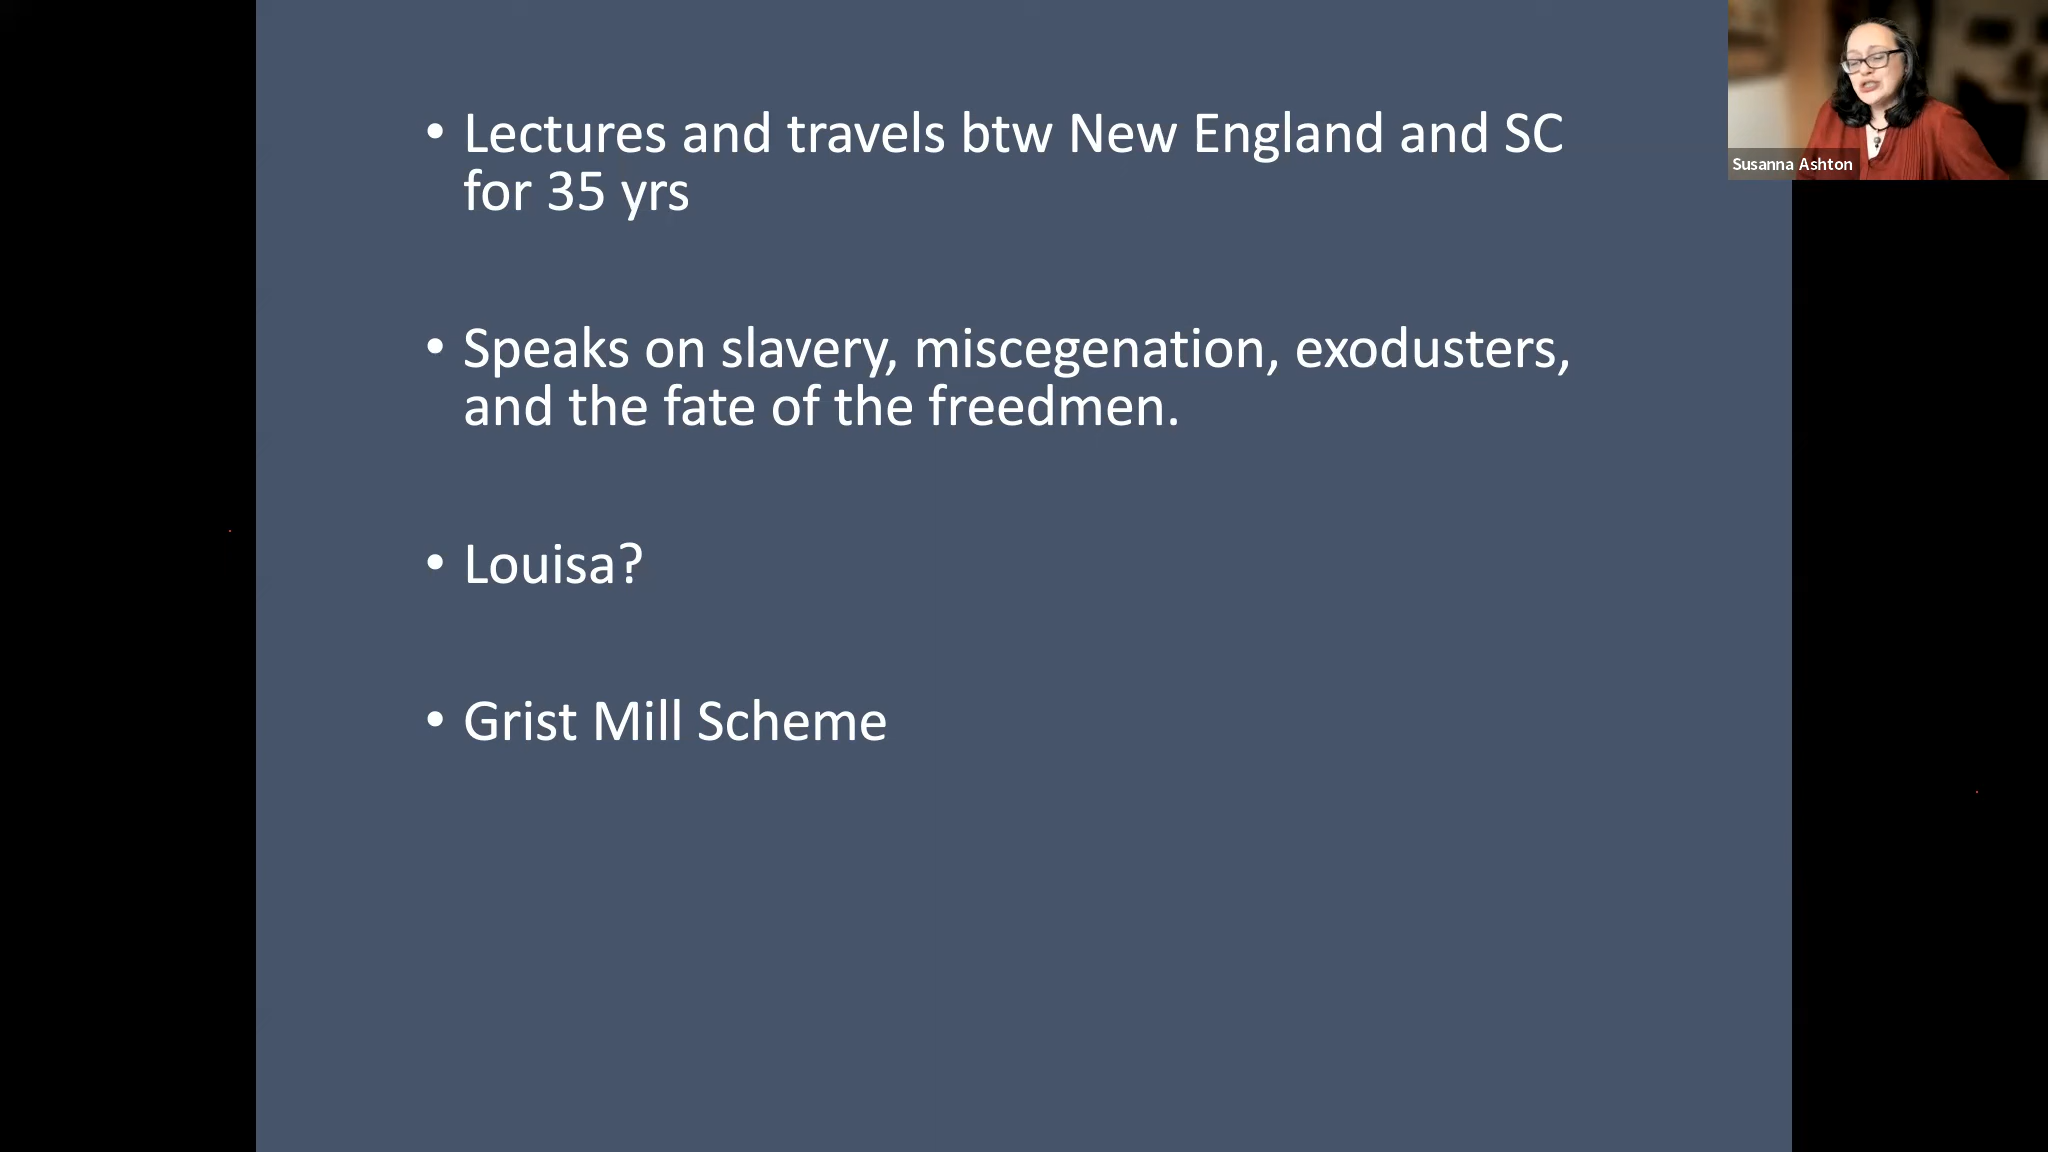 • Lectures and travels btw New England and SC
for 35 yrs
• Speaks on slavery, miscegenation, exodusters,
and the fate of the freedmen.
• Louisa?
• Grist Mill Scheme
Susanna Ashton